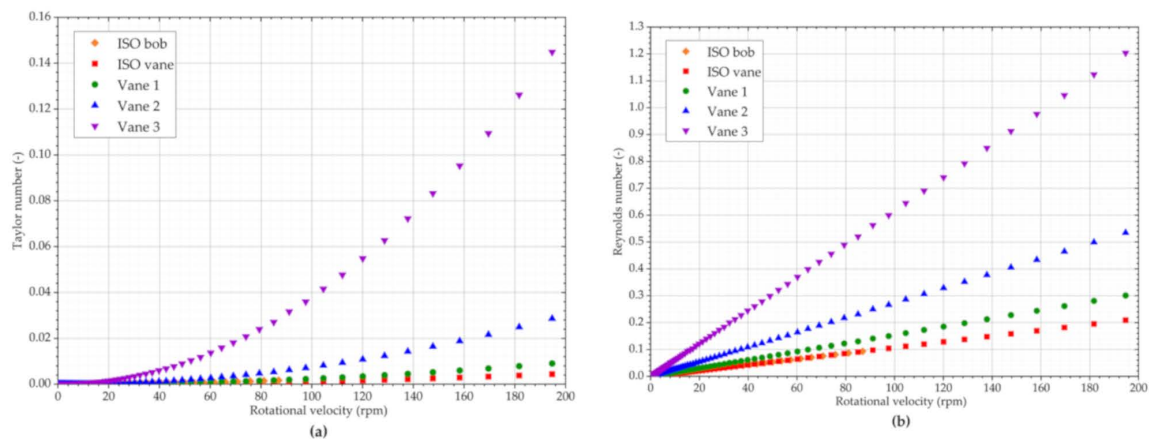 0.16
0.14
0.12
0.10
0.08
0.06
0.04
0.02
0.00
Taylor number (-)
ISO bob
ISO vane
Vane 1
Vane 2
Vane 3
0 20 40 60 80 100 120 140 160 180 200
Rotational velocity (rpm)
(a)
1.3
1.2
1.1
1.0
0.9
0.8
0.7
0.6
0.5
0.4
0.3
0.2
0.1
0.0
Reynolds number (-)
ISO bob
ISO vane
Vane 1
Vane 2
Vane 3
0 20 40 60 80 100 120 140 160 180 200
Rotational velocity (rpm)
(b)